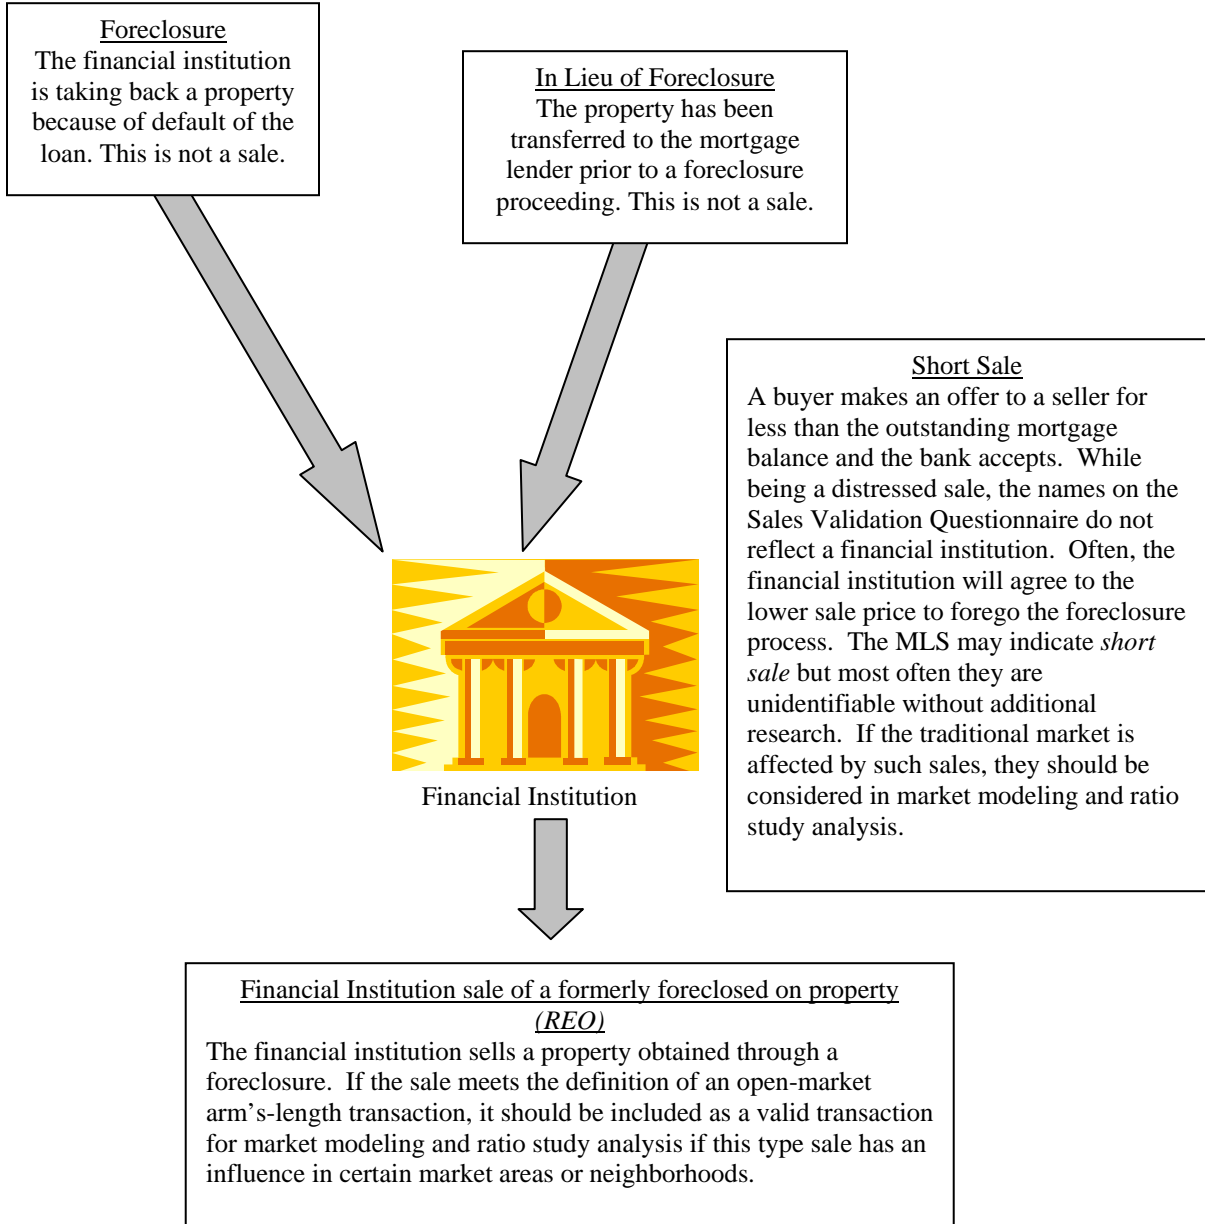 Foreclosure
The financial institution
is taking back a property
because of default of the
loan. This is not a sale.
In Lieu of Foreclosure
The property has been
transferred to the mortgage
lender prior to a foreclosure
proceeding. This is not a sale.
Short Sale
A buyer makes an offer to a seller for
less than the outstanding mortgage
balance and the bank accepts.  While
being a distressed sale, the names on the
Sales Validation Questionnaire do not
reflect a financial institution.  Often, the
financial institution will agree to the
lower sale price to forego the foreclosure
process.  The MLS may indicate short
sale but most often they are
unidentifiable without additional
research.  If the traditional market is
affected by such sales, they should be
considered in market modeling and ratio
study analysis.
Financial Institution
Financial Institution sale of a formerly foreclosed on property
(REO)
The financial institution sells a property obtained through a
foreclosure.  If the sale meets the definition of an open-market
arm's-length transaction, it should be included as a valid transaction
for market modeling and ratio study analysis if this type sale has an
influence in certain market areas or neighborhoods.